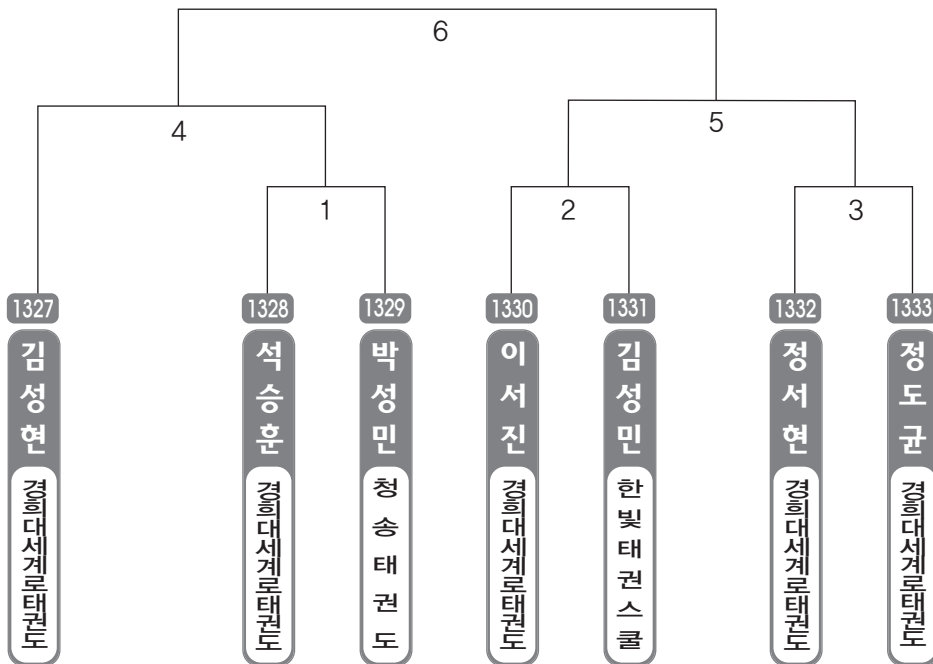 6
4
5
1
2
3
1327
1328
1329
1330
1331
1332
1333
김성현
석승훈
박성민
이서진
김성민
정서현
정도균
경희대세계로태권도
경희대세계로태권도
청송태권도
경희대세계로태권도
한빛태권스쿨
경희대세계로태권도
경희대세계로태권도